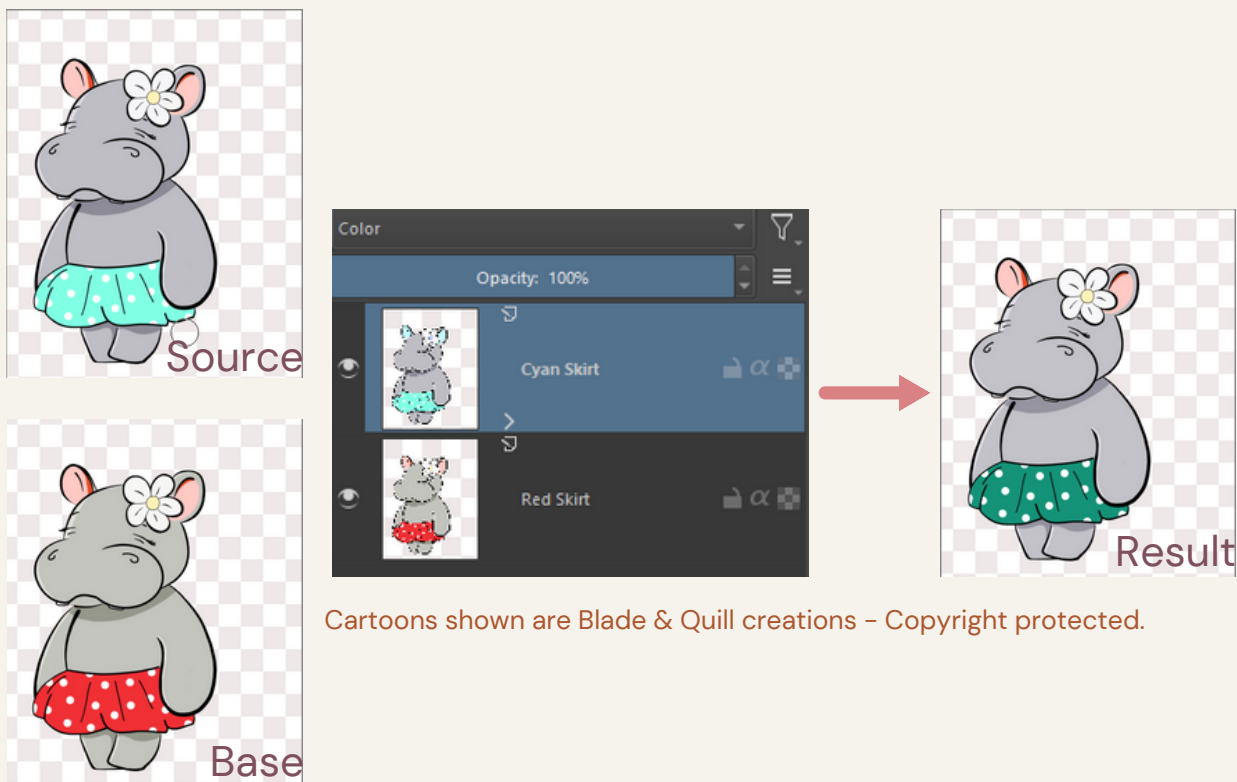 Source
Color
Opacity: 100%
Cyan Skirt
Red Skirt
Result
Cartoons shown are Blade & Quill creations - Copyright protected.
Base